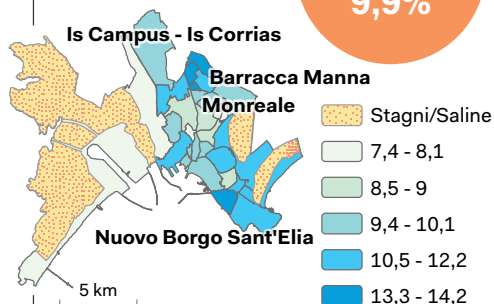 9,9%
Is Campus - Is Corrias
Barracca Manna
Monreale
Stagni/Saline
7,4 - 8,1
8,5 - 9
9,4 - 10,1
10,5 - 12,2
13,3 - 14,2
Nuovo Borgo Sant'Elia
5 km